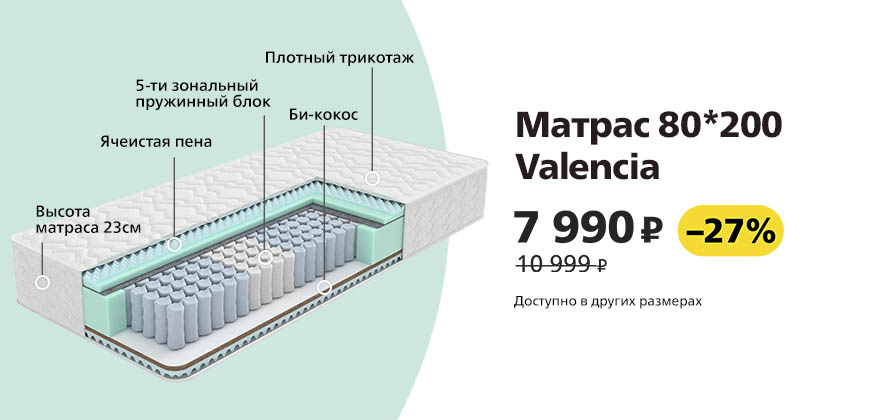 Плотный трикотаж
5-ти зональный
пружинный блок
Би-кокос
Ячеистая пена
Высота
матраса 23см
Матрас 80*200
Valencia
7 990 ₽
–27%
10 999 ₽
Доступно в других размерах